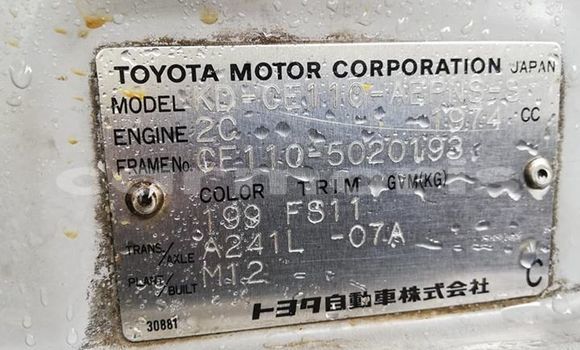 TOYOTA MOTOR CORPORATION JAPAN
MODEL KD-CE110-AEPNS-S
ENGINE 2C 1974 CC
FRAME No. CE110-5020193
COLOR TRIM GVM(KG)
199 FS11
TRANS/AXLE A241L -07A
PLANT/BUILT M12
トヨタ自動車株式会社 C
30881